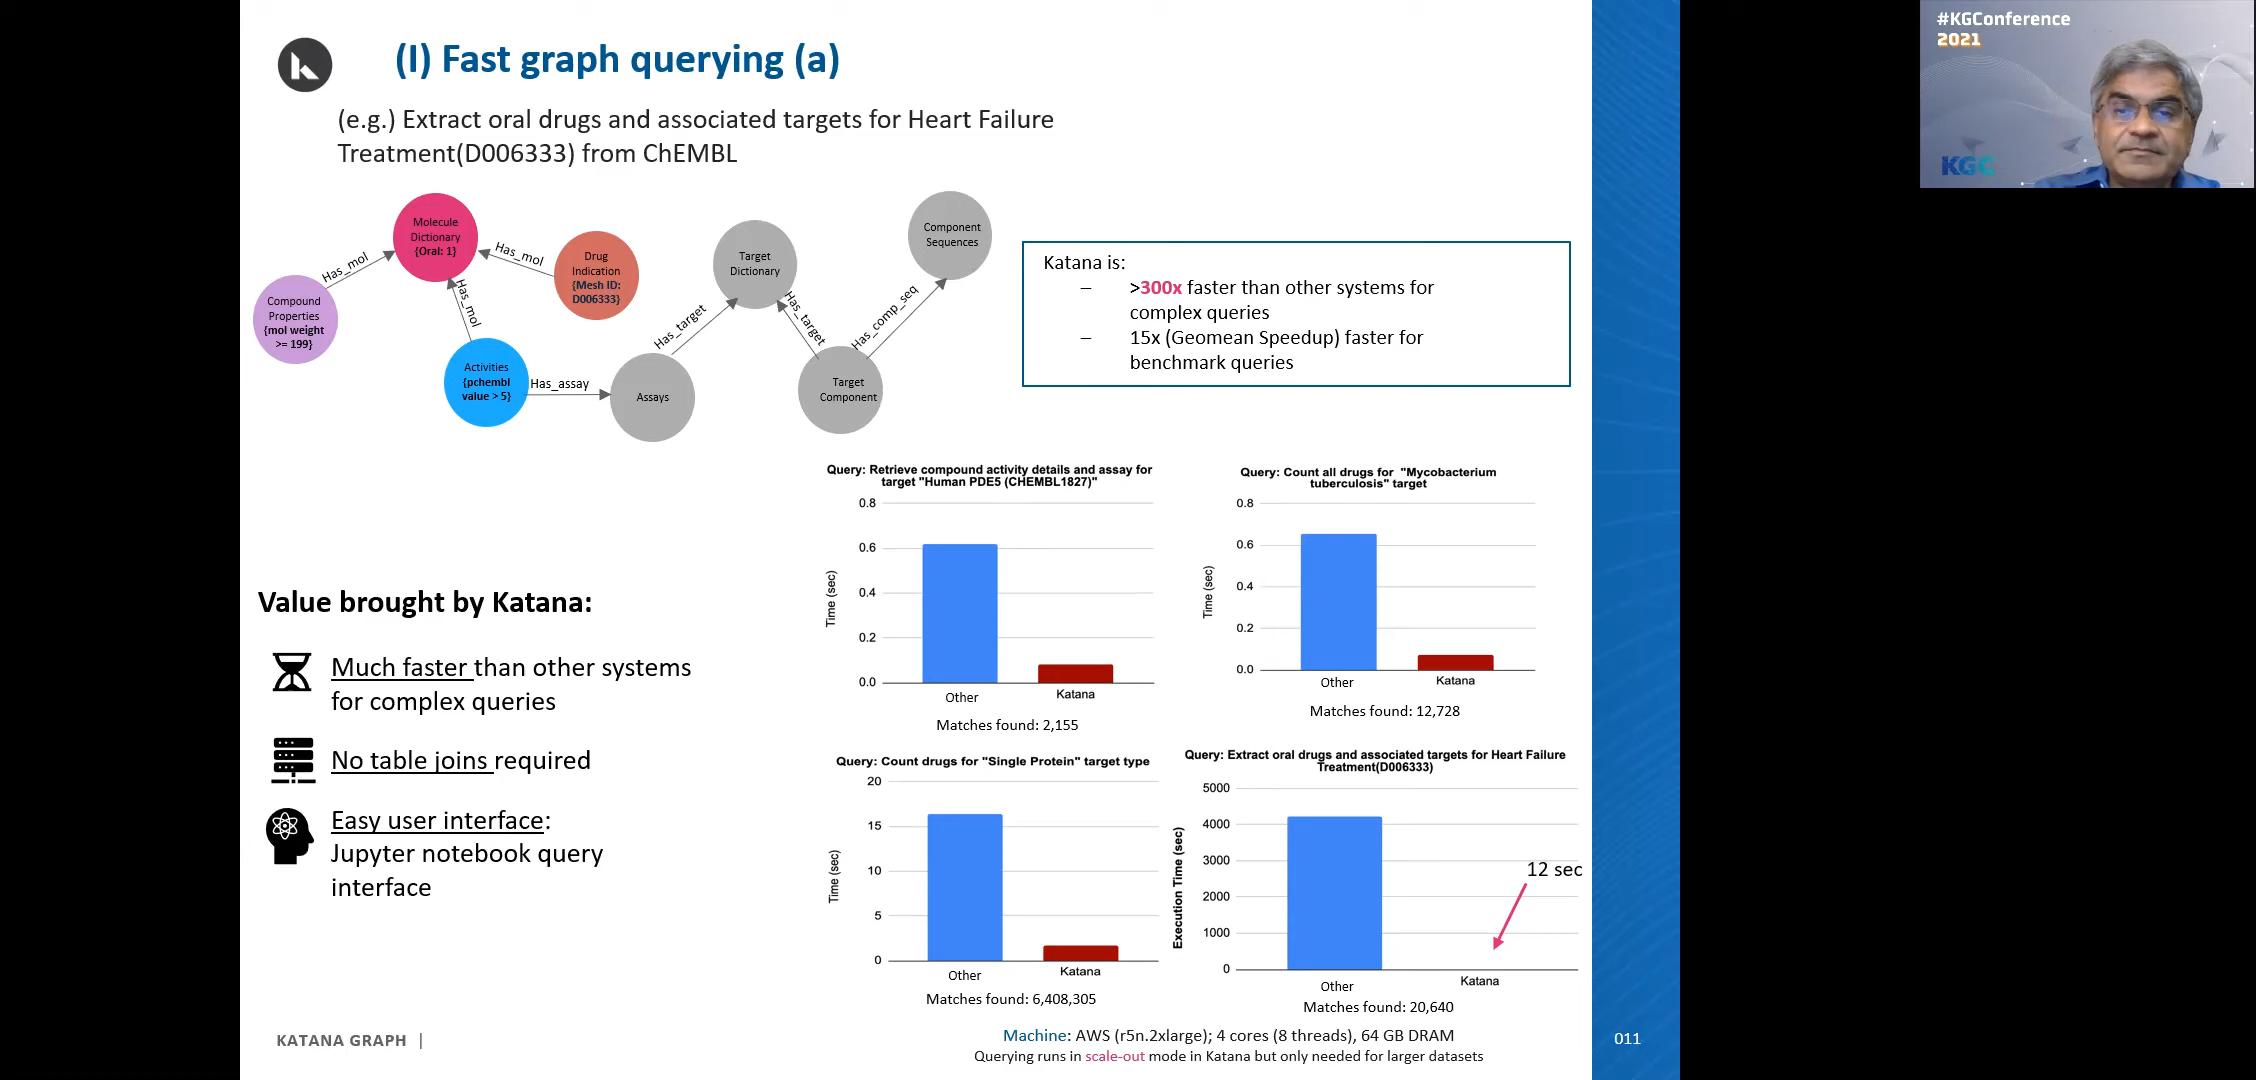 (I) Fast graph querying (a)
(e.g.) Extract oral drugs and associated targets for Heart Failure
Treatment(D006333) from ChEMBL
#KGConference
2021
KGC
Molecule
Dictionary
{Oral: 1}
Has_mol
Has_mol
Drug
Indication
{Mesh ID:
D006333}
Compound
Properties
{mol weight
>= 199}
Has_mol
Activities
{pchembl
value > 5}
Has_assay
Assays
Has_target
Target
Dictionary
Has_target
Target
Component
Has_comp_seq
Component
Sequences
Katana is:
– >300x faster than other systems for
complex queries
– 15x (Geomean Speedup) faster for
benchmark queries
Value brought by Katana:
Much faster than other systems
for complex queries
No table joins required
Easy user interface:
Jupyter notebook query
interface
Query: Retrieve compound activity details and assay for
target "Human PDE5 (CHEMBL1827)"
Time (sec)
0.8
0.6
0.4
0.2
0.0
Other
Katana
Matches found: 2,155
Query: Count all drugs for "Mycobacterium
tuberculosis" target
Time (sec)
0.8
0.6
0.4
0.2
0.0
Other
Katana
Matches found: 12,728
Query: Count drugs for "Single Protein" target type
Time (sec)
20
15
10
5
0
Other
Katana
Matches found: 6,408,305
Query: Extract oral drugs and associated targets for Heart Failure
Treatment(D006333)
Execution Time (sec)
5000
4000
3000
2000
1000
0
12 sec
Other
Katana
Matches found: 20,640
Machine: AWS (r5n.2xlarge); 4 cores (8 threads), 64 GB DRAM
Querying runs in scale-out mode in Katana but only needed for larger datasets
KATANA GRAPH |
011